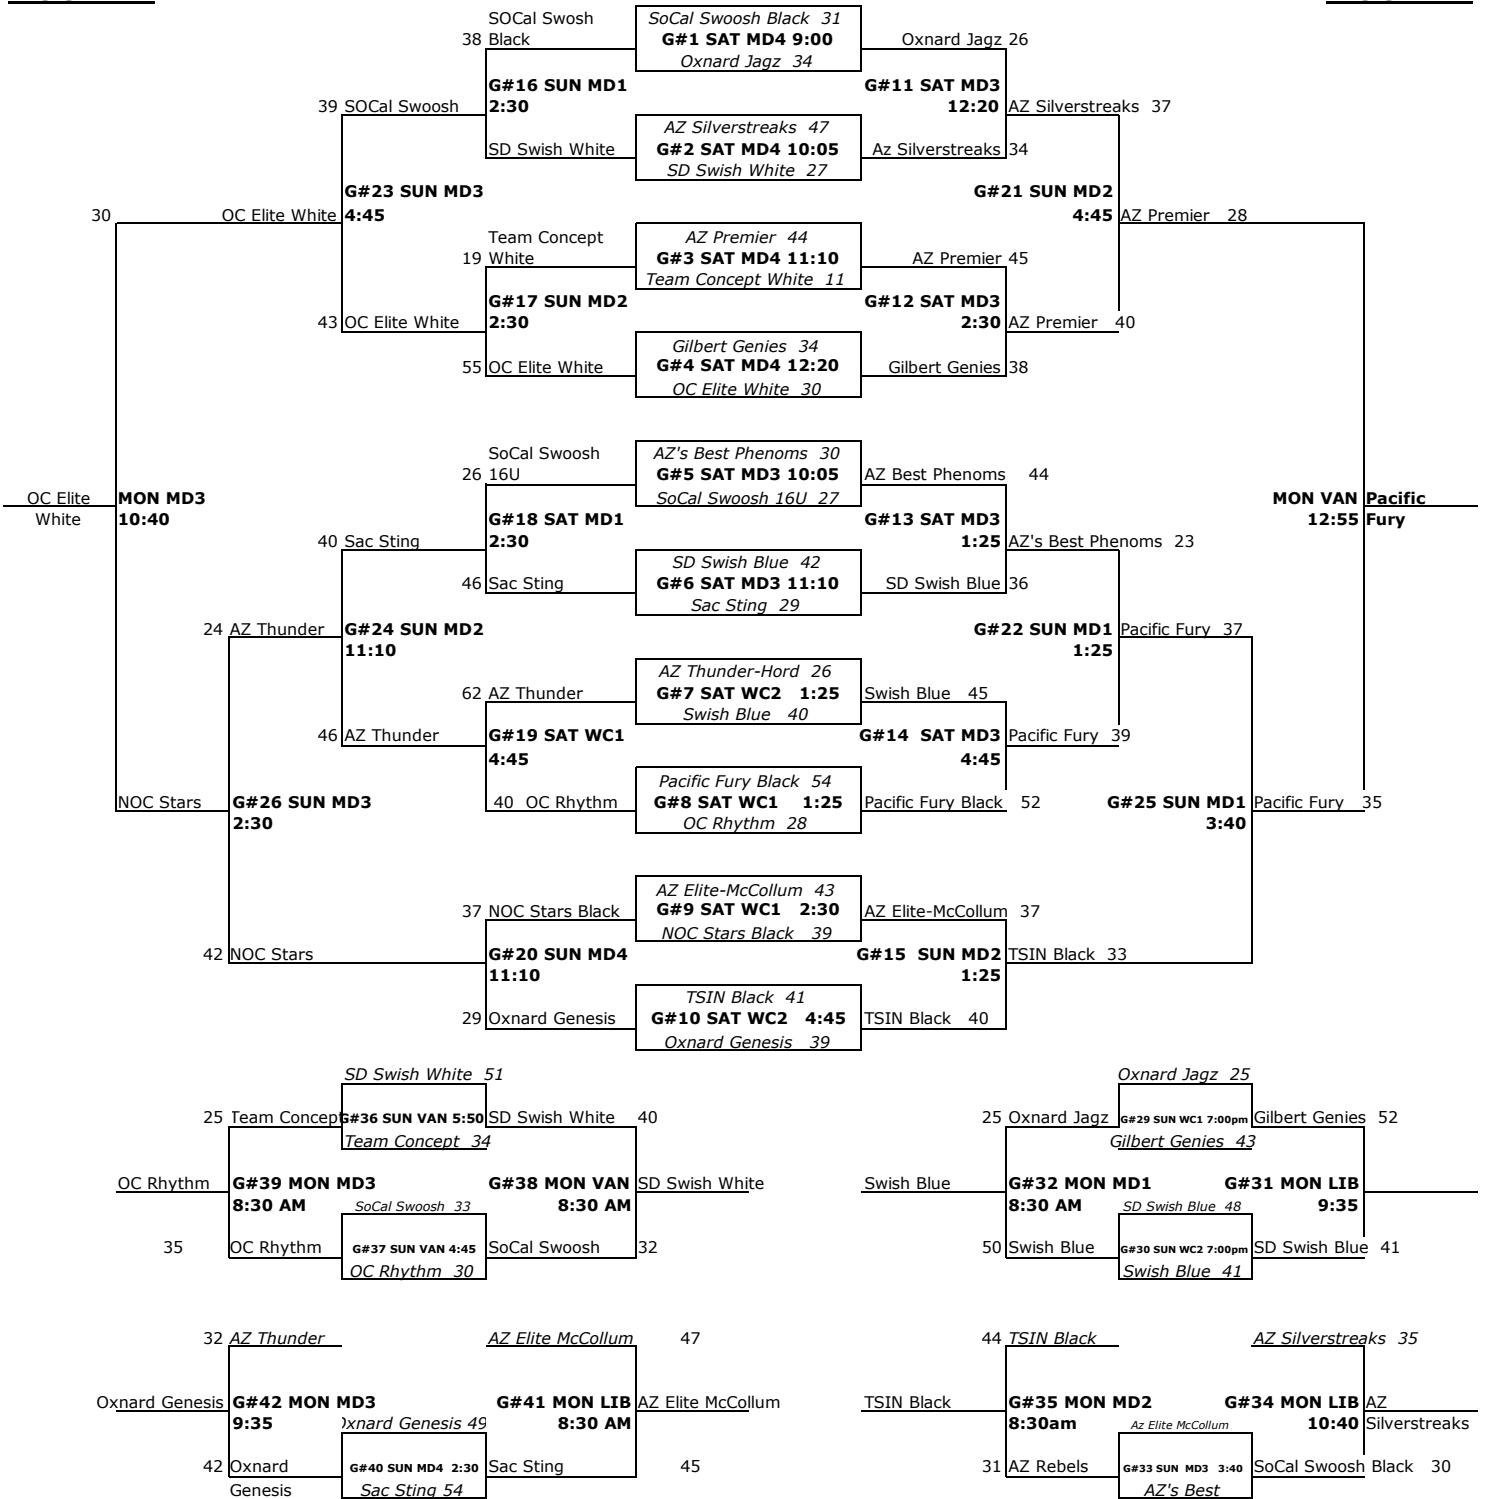 SOCal Swosh
38 Black
SoCal Swoosh Black 31
G#1 SAT MD4 9:00
Oxnard Jagz 34
Oxnard Jagz 26
G#16 SUN MD1
2:30
G#11 SAT MD3
12:20
39 SOCal Swoosh
AZ Silverstreaks 37
AZ Silverstreaks 47
G#2 SAT MD4 10:05
SD Swish White 27
SD Swish White
Az Silverstreaks 34
G#23 SUN MD3
4:45
G#21 SUN MD2
4:45
30
OC Elite White
AZ Premier 28
Team Concept
19 White
AZ Premier 44
G#3 SAT MD4 11:10
Team Concept White 11
AZ Premier 45
G#17 SUN MD2
2:30
G#12 SAT MD3
2:30
43 OC Elite White
AZ Premier 40
Gilbert Genies 34
G#4 SAT MD4 12:20
OC Elite White 30
55 OC Elite White
Gilbert Genies 38
SoCal Swoosh
26 16U
AZ's Best Phenoms 30
G#5 SAT MD3 10:05
SoCal Swoosh 16U 27
AZ Best Phenoms 44
OC Elite
White
MON MD3
10:40
MON VAN
12:55
Pacific
Fury
G#18 SAT MD1
2:30
G#13 SAT MD3
1:25
40 Sac Sting
AZ's Best Phenoms 23
SD Swish Blue 42
G#6 SAT MD3 11:10
Sac Sting 29
46 Sac Sting
SD Swish Blue 36
24 AZ Thunder
G#24 SUN MD2
11:10
G#22 SUN MD1
1:25
Pacific Fury 37
AZ Thunder-Hord 26
G#7 SAT WC2 1:25
Swish Blue 40
62 AZ Thunder
Swish Blue 45
46 AZ Thunder
G#19 SAT WC1
4:45
G#14 SAT MD3
4:45
Pacific Fury 39
Pacific Fury Black 54
G#8 SAT WC1 1:25
OC Rhythm 28
40 OC Rhythm
Pacific Fury Black 52
NOC Stars
G#26 SUN MD3
2:30
G#25 SUN MD1
3:40
Pacific Fury 35
AZ Elite-McCollum 43
G#9 SAT WC1 2:30
NOC Stars Black 39
37 NOC Stars Black
AZ Elite-McCollum 37
42 NOC Stars
G#20 SUN MD4
11:10
G#15 SUN MD2
1:25
TSIN Black 33
TSIN Black 41
G#10 SAT WC2 4:45
Oxnard Genesis 39
29 Oxnard Genesis
TSIN Black 40
SD Swish White 51
25 Team Concept
G#36 SUN VAN 5:50
SD Swish White 40
Team Concept 34
OC Rhythm
G#39 MON MD3
8:30 AM
G#38 MON VAN
8:30 AM
SD Swish White
SoCal Swoosh 33
35 OC Rhythm
G#37 SUN VAN 4:45
SoCal Swoosh 32
OC Rhythm 30
Oxnard Jagz 25
25 Oxnard Jagz
G#29 SUN WC1 7:00pm
Gilbert Genies 52
Gilbert Genies 43
Swish Blue
G#32 MON MD1
8:30 AM
G#31 MON LIB
9:35
SD Swish Blue 48
50 Swish Blue
G#30 SUN WC2 7:00pm
SD Swish Blue 41
Swish Blue 41
32 AZ Thunder
AZ Elite McCollum 47
Oxnard Genesis
G#42 MON MD3
9:35
G#41 MON LIB
8:30 AM
AZ Elite McCollum
Oxnard Genesis 49
42 Oxnard
Genesis
G#40 SUN MD4 2:30
Sac Sting 45
Sac Sting 54
44 TSIN Black
AZ Silverstreaks 35
TSIN Black
G#35 MON MD2
8:30am
G#34 MON LIB
10:40
AZ
Silverstreaks
Az Elite McCollum
31 AZ Rebels
G#33 SUN MD3 3:40
SoCal Swoosh Black 30
AZ's Best